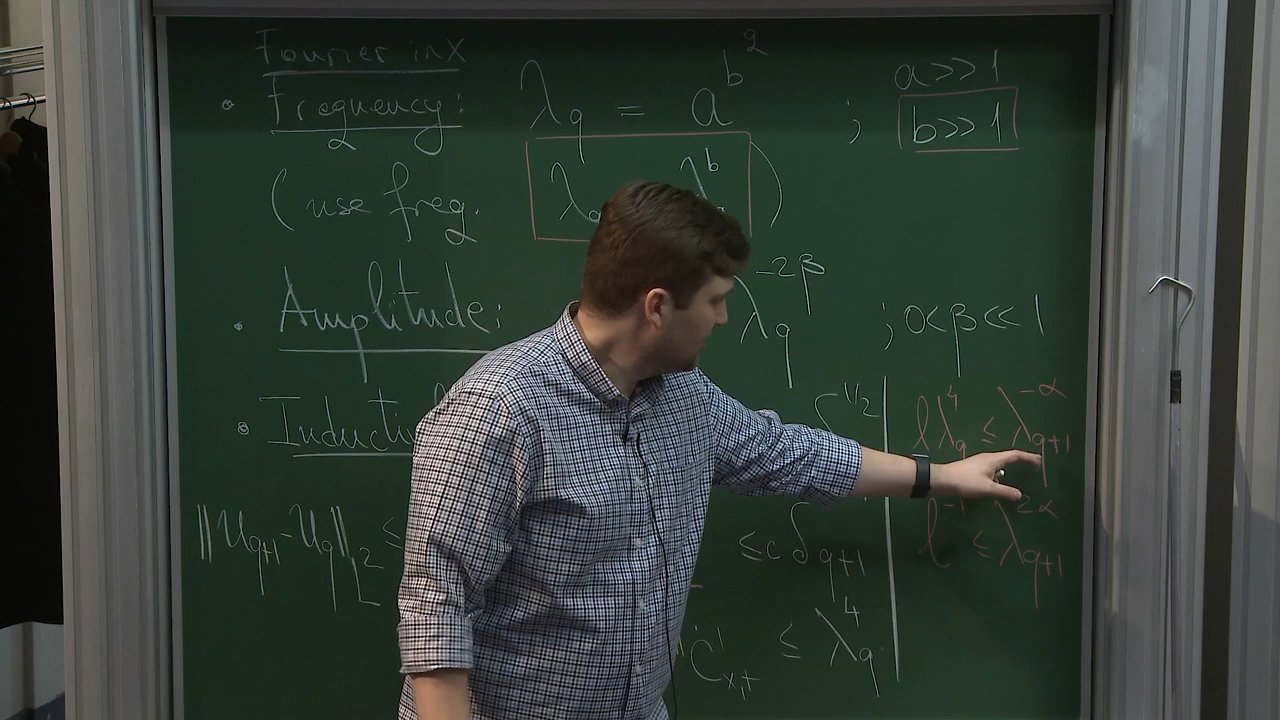 Fourier in x
• Frequency: λ_q = a^{b^q} ; a >> 1
b >> 1
(use freq. λ λ^b )
• Amplitude: λ_q^{-2β} ; 0 < β << 1
• Inducti δ^{1/2} | l λ_q^4 ≤ λ_{q+1}^{-α}
‖u_{q+1} - u_q‖_{L^2} ≤ ≤ c δ_{q+1} | l^{-1} ≤ λ_{q+1}^{2α}
C^1_{x,t} ≤ λ_q^4